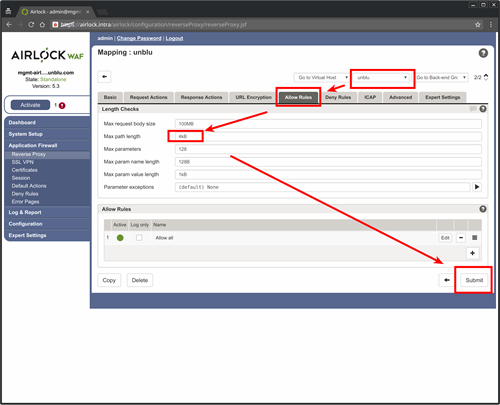 Airlock - admin@mgmt
https://airlock.intra/airlock/configuration/reverseProxy/reverseProxy.jsf
admin | Change Password | Logout
AIRLOCK WAF
mgmt-airl....unblu.com
State: Standalone
Version: 5.3
Activate
1
Dashboard
System Setup
Application Firewall
Reverse Proxy
SSL VPN
Certificates
Session
Default Actions
Deny Rules
Error Pages
Log & Report
Configuration
Expert Settings
Mapping : unblu
Go to Virtual Host
unblu
Go to Back-end Gro
2/2
Basic
Request Actions
Response Actions
URL Encryption
Allow Rules
Deny Rules
ICAP
Advanced
Expert Settings
Length Checks
Max request body size 100MB
Max path length 4kB
Max parameters 128
Max param name length 128B
Max param value length 1kB
Parameter exceptions (default) None
Allow Rules
Active Log only Name
1 Allow all Edit
Copy
Delete
Submit